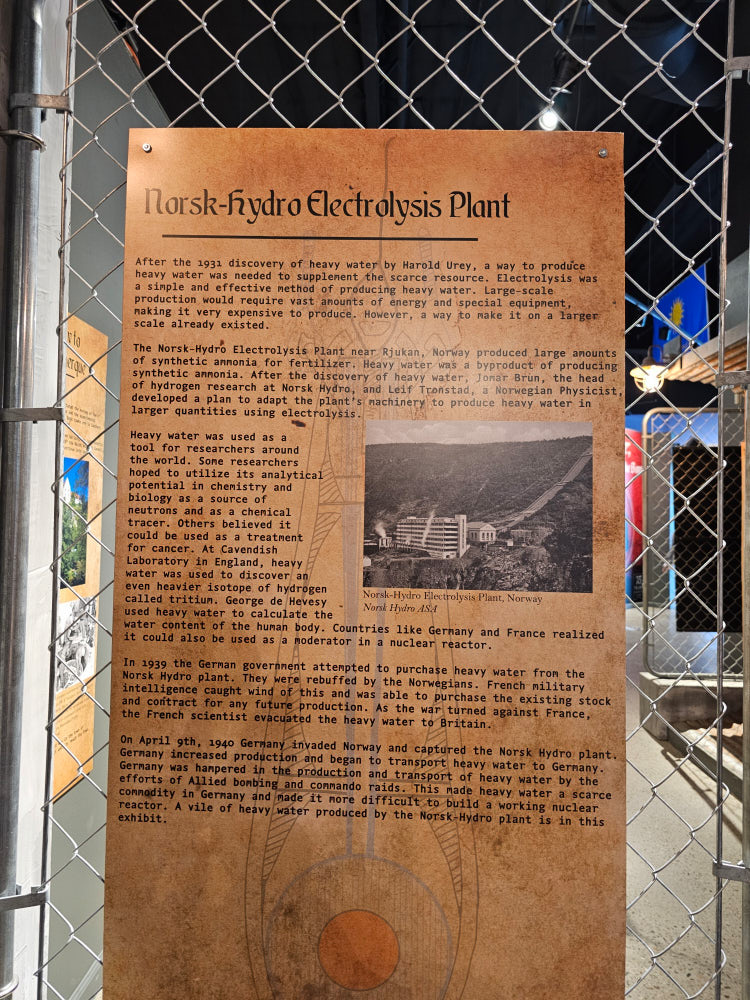 Norsk-Hydro Electrolysis Plant
After the 1931 discovery of heavy water by Harold Urey, a way to produce
heavy water was needed to supplement the scarce resource. Electrolysis was
a simple and effective method of producing heavy water. Large-scale
production would require vast amounts of energy and special equipment,
making it very expensive to produce. However, a way to make it on a larger
scale already existed.
The Norsk-Hydro Electrolysis Plant near Rjukan, Norway produced large amounts
of synthetic ammonia for fertilizer. Heavy water was a byproduct of producing
synthetic ammonia. After the discovery of heavy water, Jomar Brun, the head
of hydrogen research at Norsk Hydro, and Leif Tronstad, a Norwegian Physicist,
developed a plan to adapt the plant's machinery to produce heavy water in
larger quantities using electrolysis.
Heavy water was used as a
tool for researchers around
the world. Some researchers
hoped to utilize its analytical
potential in chemistry and
biology as a source of
neutrons and as a chemical
tracer. Others believed it
could be used as a treatment
for cancer. At Cavendish
Laboratory in England, heavy
water was used to discover an
even heavier isotope of hydrogen
called tritium. George de Hevesy
used heavy water to calculate the
water content of the human body. Countries like Germany and France realized
it could also be used as a moderator in a nuclear reactor.
Norsk-Hydro Electrolysis Plant, Norway
Norsk Hydro ASA
In 1939 the German government attempted to purchase heavy water from the
Norsk Hydro plant. They were rebuffed by the Norwegians. French military
intelligence caught wind of this and was able to purchase the existing stock
and contract for any future production. As the war turned against France,
the French scientist evacuated the heavy water to Britain.
On April 9th, 1940 Germany invaded Norway and captured the Norsk Hydro plant.
Germany increased production and began to transport heavy water to Germany.
Germany was hampered in the production and transport of heavy water by the
efforts of Allied bombing and commando raids. This made heavy water a scarce
commodity in Germany and made it more difficult to build a working nuclear
reactor. A vile of heavy water produced by the Norsk-Hydro plant is in this
exhibit.